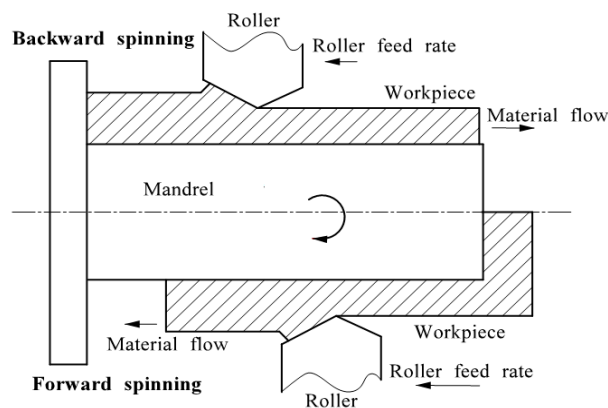 Roller
Backward spinning
Roller feed rate
Workpiece
Material flow
Mandrel
Workpiece
Material flow
Roller feed rate
Forward spinning
Roller